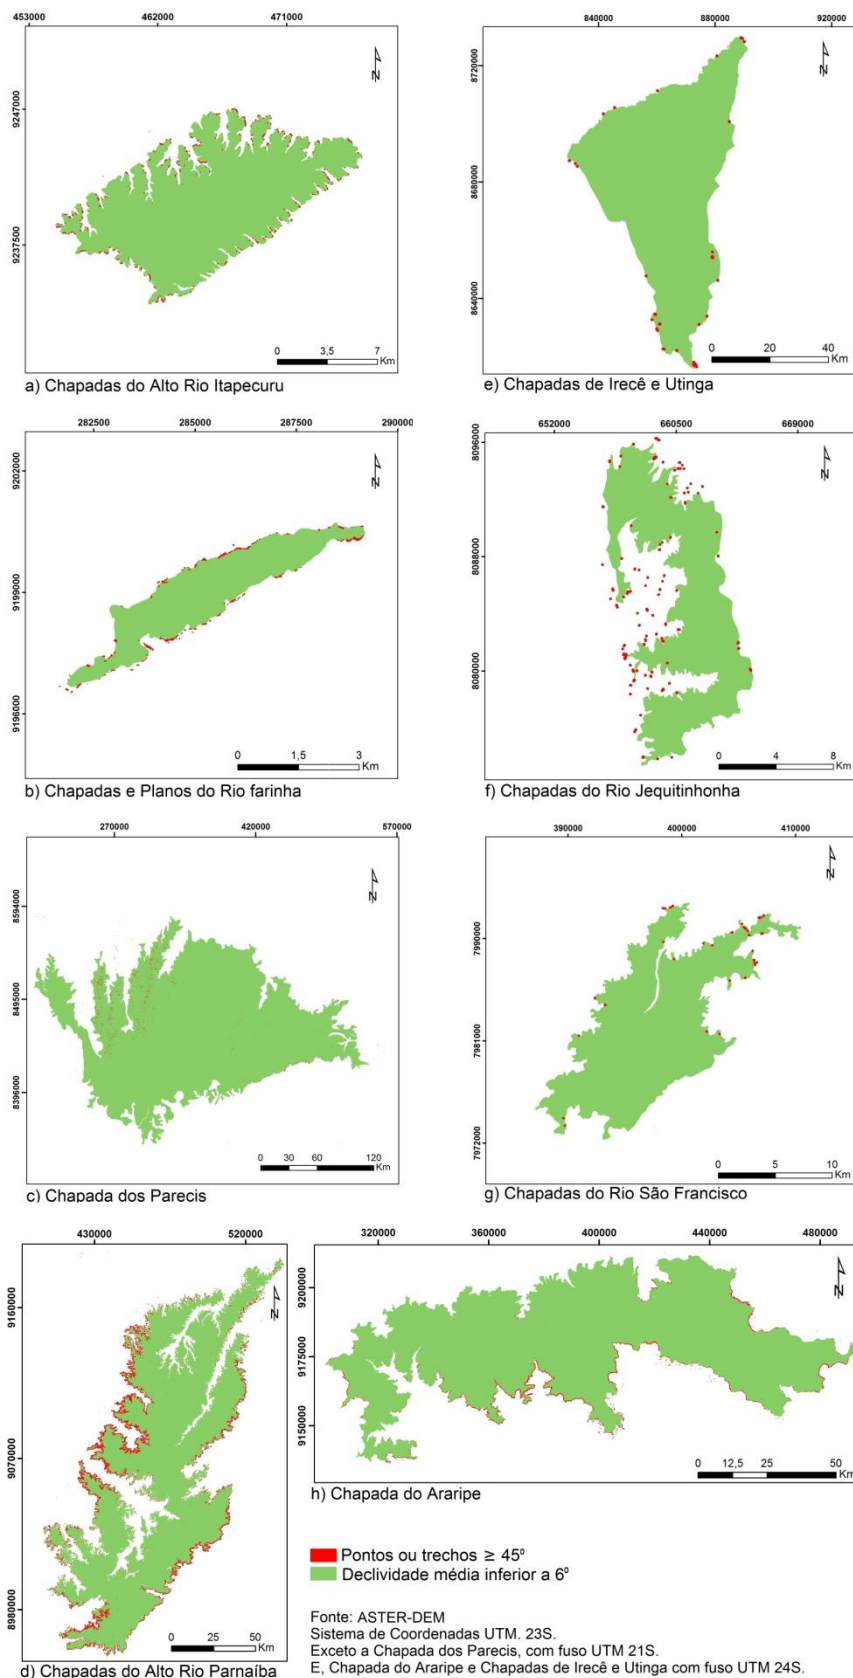 453000 462000 471000
N
9247000
9237500
0 3,5 7
Km
a) Chapadas do Alto Rio Itapecuru
840000 880000 920000
N
8720000
8680000
8640000
0 20 40
Km
e) Chapadas de Irecê e Utinga
282500 285000 287500 290000
N
9202000
9199000
9196000
0 1,5 3
Km
b) Chapadas e Planos do Rio farinha
652000 660500 669000
N
8096000
8088000
8080000
0 4 8
Km
f) Chapadas do Rio Jequitinhonha
270000 420000 570000
N
8594000
8495000
8396000
0 30 60 120
Km
c) Chapada dos Parecis
390000 400000 410000
N
7990000
7981000
7972000
0 5 10
Km
g) Chapadas do Rio São Francisco
430000 520000
N
9160000
9070000
8980000
0 25 50
Km
d) Chapadas do Alto Rio Parnaíba
320000 360000 400000 440000 480000
N
9200000
9175000
9150000
0 12,5 25 50
Km
h) Chapada do Araripe
Pontos ou trechos ≥ 45º
Declividade média inferior a 6º
Fonte: ASTER-DEM
Sistema de Coordenadas UTM. 23S.
Exceto a Chapada dos Parecis, com fuso UTM 21S.
E, Chapada do Araripe e Chapadas de Irecê e Utinga com fuso UTM 24S.